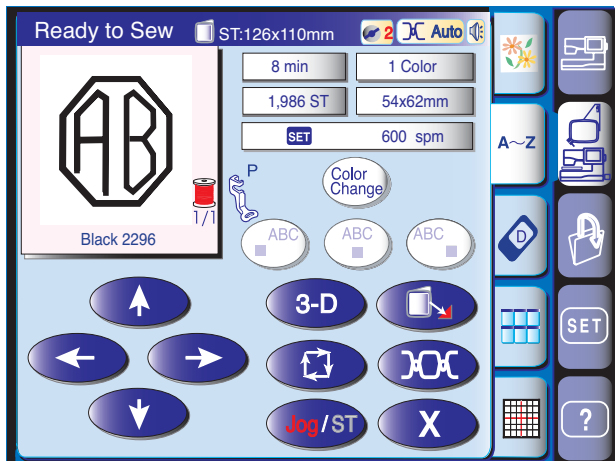 Ready to Sew
ST:126x110mm
2
Auto
8 min
1 Color
1,986 ST
54x62mm
SET
600 spm
AB
1/1
Black 2296
P
Color
Change
ABC
ABC
ABC
3-D
Jog/ST
X
A~Z
D
SET
?